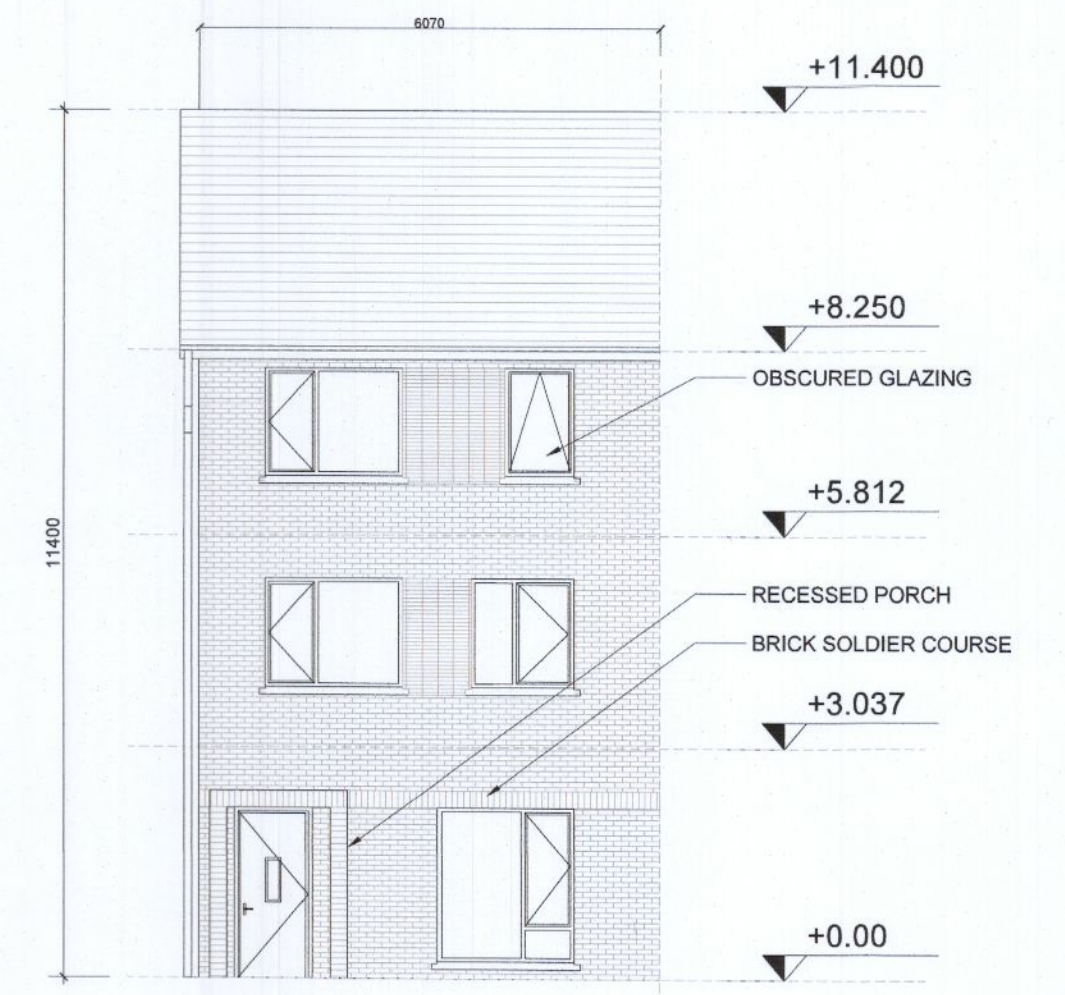 6070
+11.400
+8.250
OBSCURED GLAZING
+5.812
11400
RECESSED PORCH
BRICK SOLDIER COURSE
+3.037
+0.00